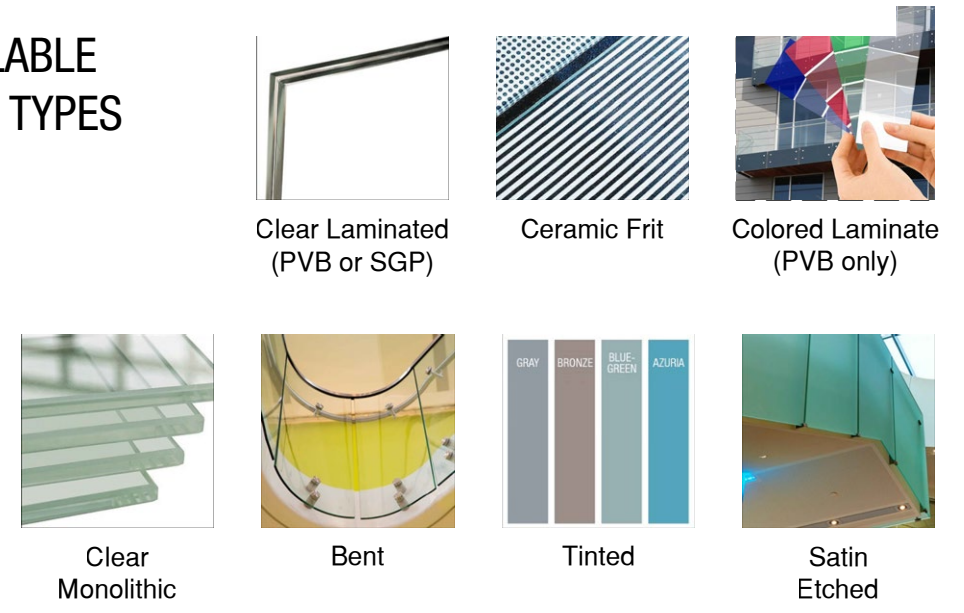 LABLE
TYPES
Clear Laminated
(PVB or SGP)
Ceramic Frit
Colored Laminate
(PVB only)
GRAY
BRONZE
BLUE-
GREEN
AZURIA
Clear
Monolithic
Bent
Tinted
Satin
Etched